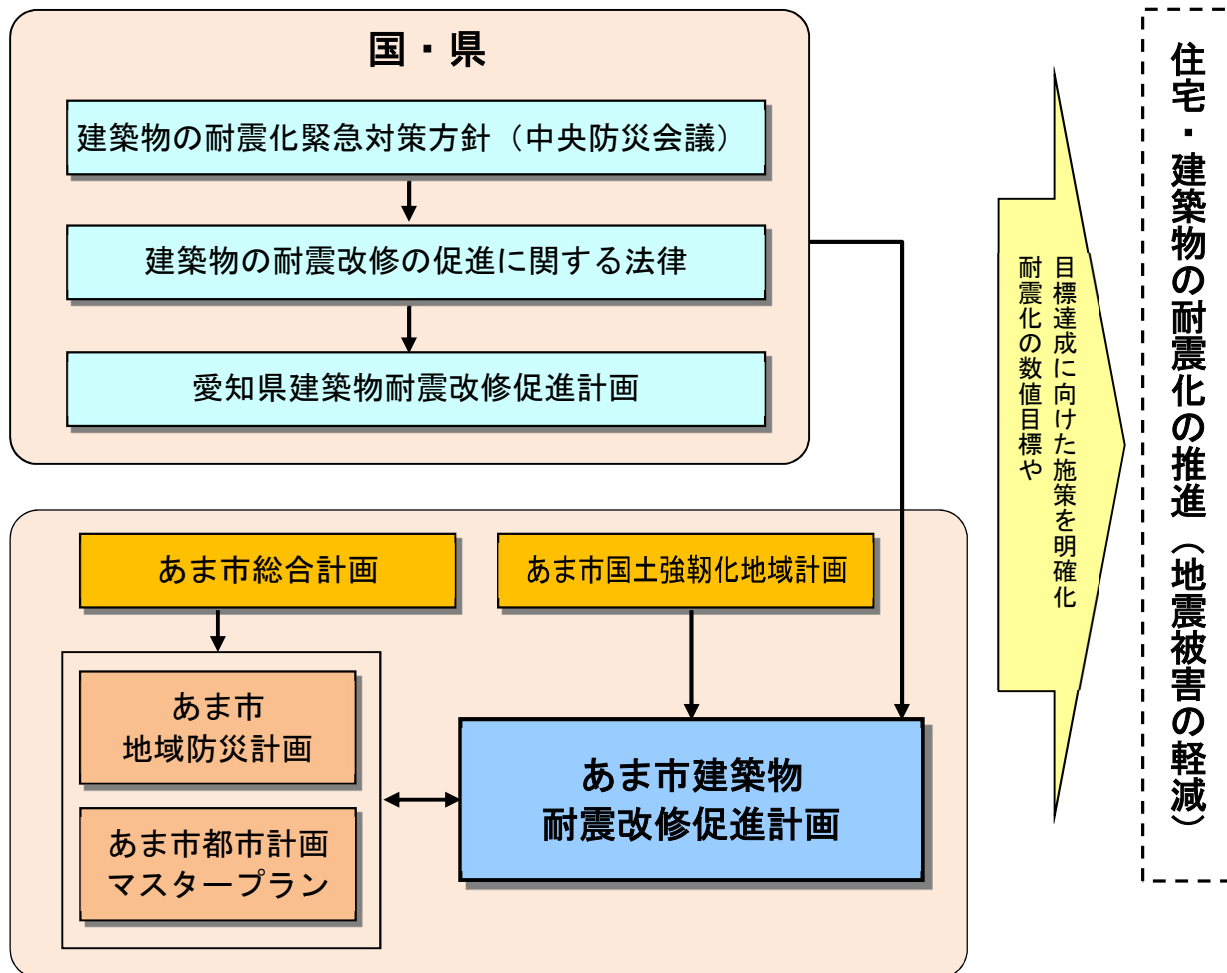 国・県
建築物の耐震化緊急対策方針（中央防災会議）
建築物の耐震改修の促進に関する法律
愛知県建築物耐震改修促進計画
あま市総合計画
あま市国土強靱化地域計画
あま市
地域防災計画
あま市都市計画
マスタープラン
あま市建築物
耐震改修促進計画
耐震化の数値目標や
目標達成に向けた施策を明確化
住宅・建築物の耐震化の推進（地震被害の軽減）